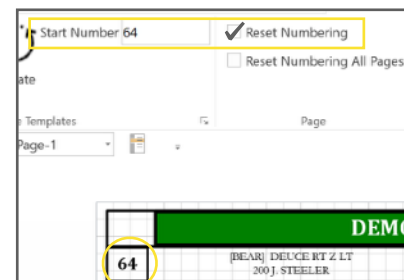 Start Number 64 Reset Numbering
Reset Numbering All Pages
ate
Templates
Page
Page-1
DEMO
64 [BEAR] DEUCE RT Z LT
200 J. STEELER